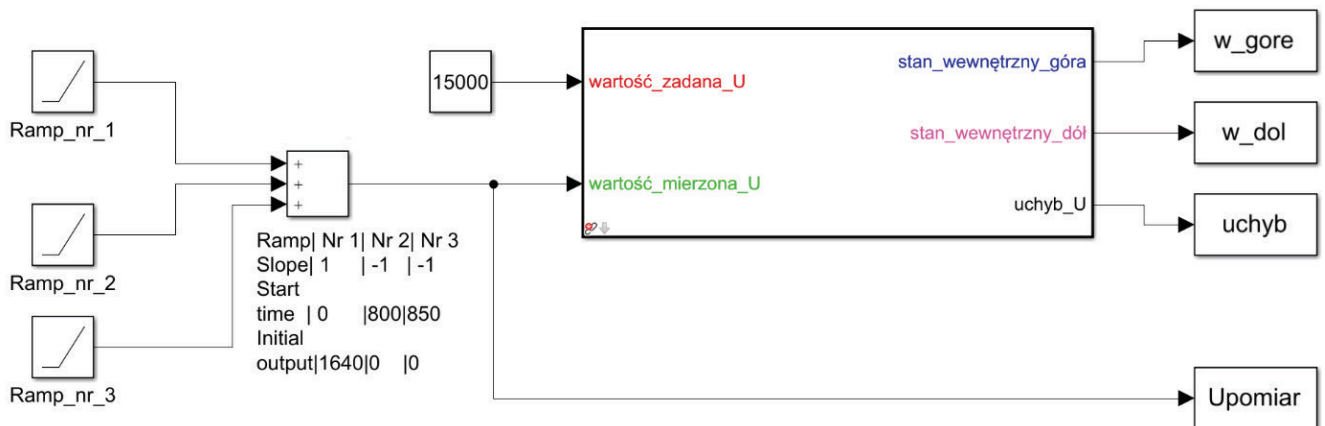 Ramp_nr_1
Ramp_nr_2
Ramp_nr_3
+
+
+
Ramp| Nr 1| Nr 2| Nr 3
Slope| 1 | -1 | -1
Start
time | 0 |800|850
Initial
output|1640|0 |0
15000
wartość_zadana_U
wartość_mierzona_U
stan_wewnętrzny_góra
stan_wewnętrzny_dół
uchyb_U
w_gore
w_dol
uchyb
Upomiar